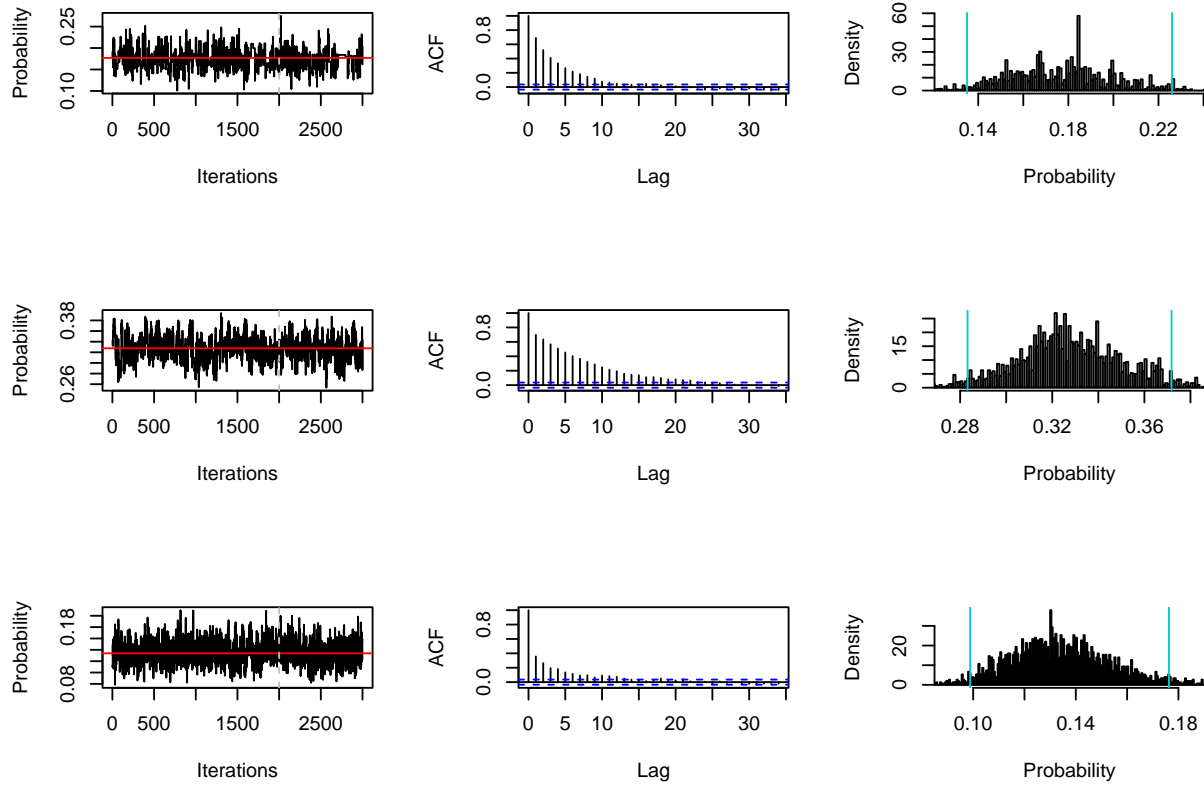 Probability
0.10 0.25
0 500 1500 2500
Iterations
ACF
0.0 0.8
0 5 10 20 30
Lag
Density
0 30 60
0.14 0.18 0.22
Probability
Probability
0.26 0.38
0 500 1500 2500
Iterations
ACF
0.0 0.8
0 5 10 20 30
Lag
Density
0 15
0.28 0.32 0.36
Probability
Probability
0.08 0.18
0 500 1500 2500
Iterations
ACF
0.0 0.8
0 5 10 20 30
Lag
Density
0 20
0.10 0.14 0.18
Probability